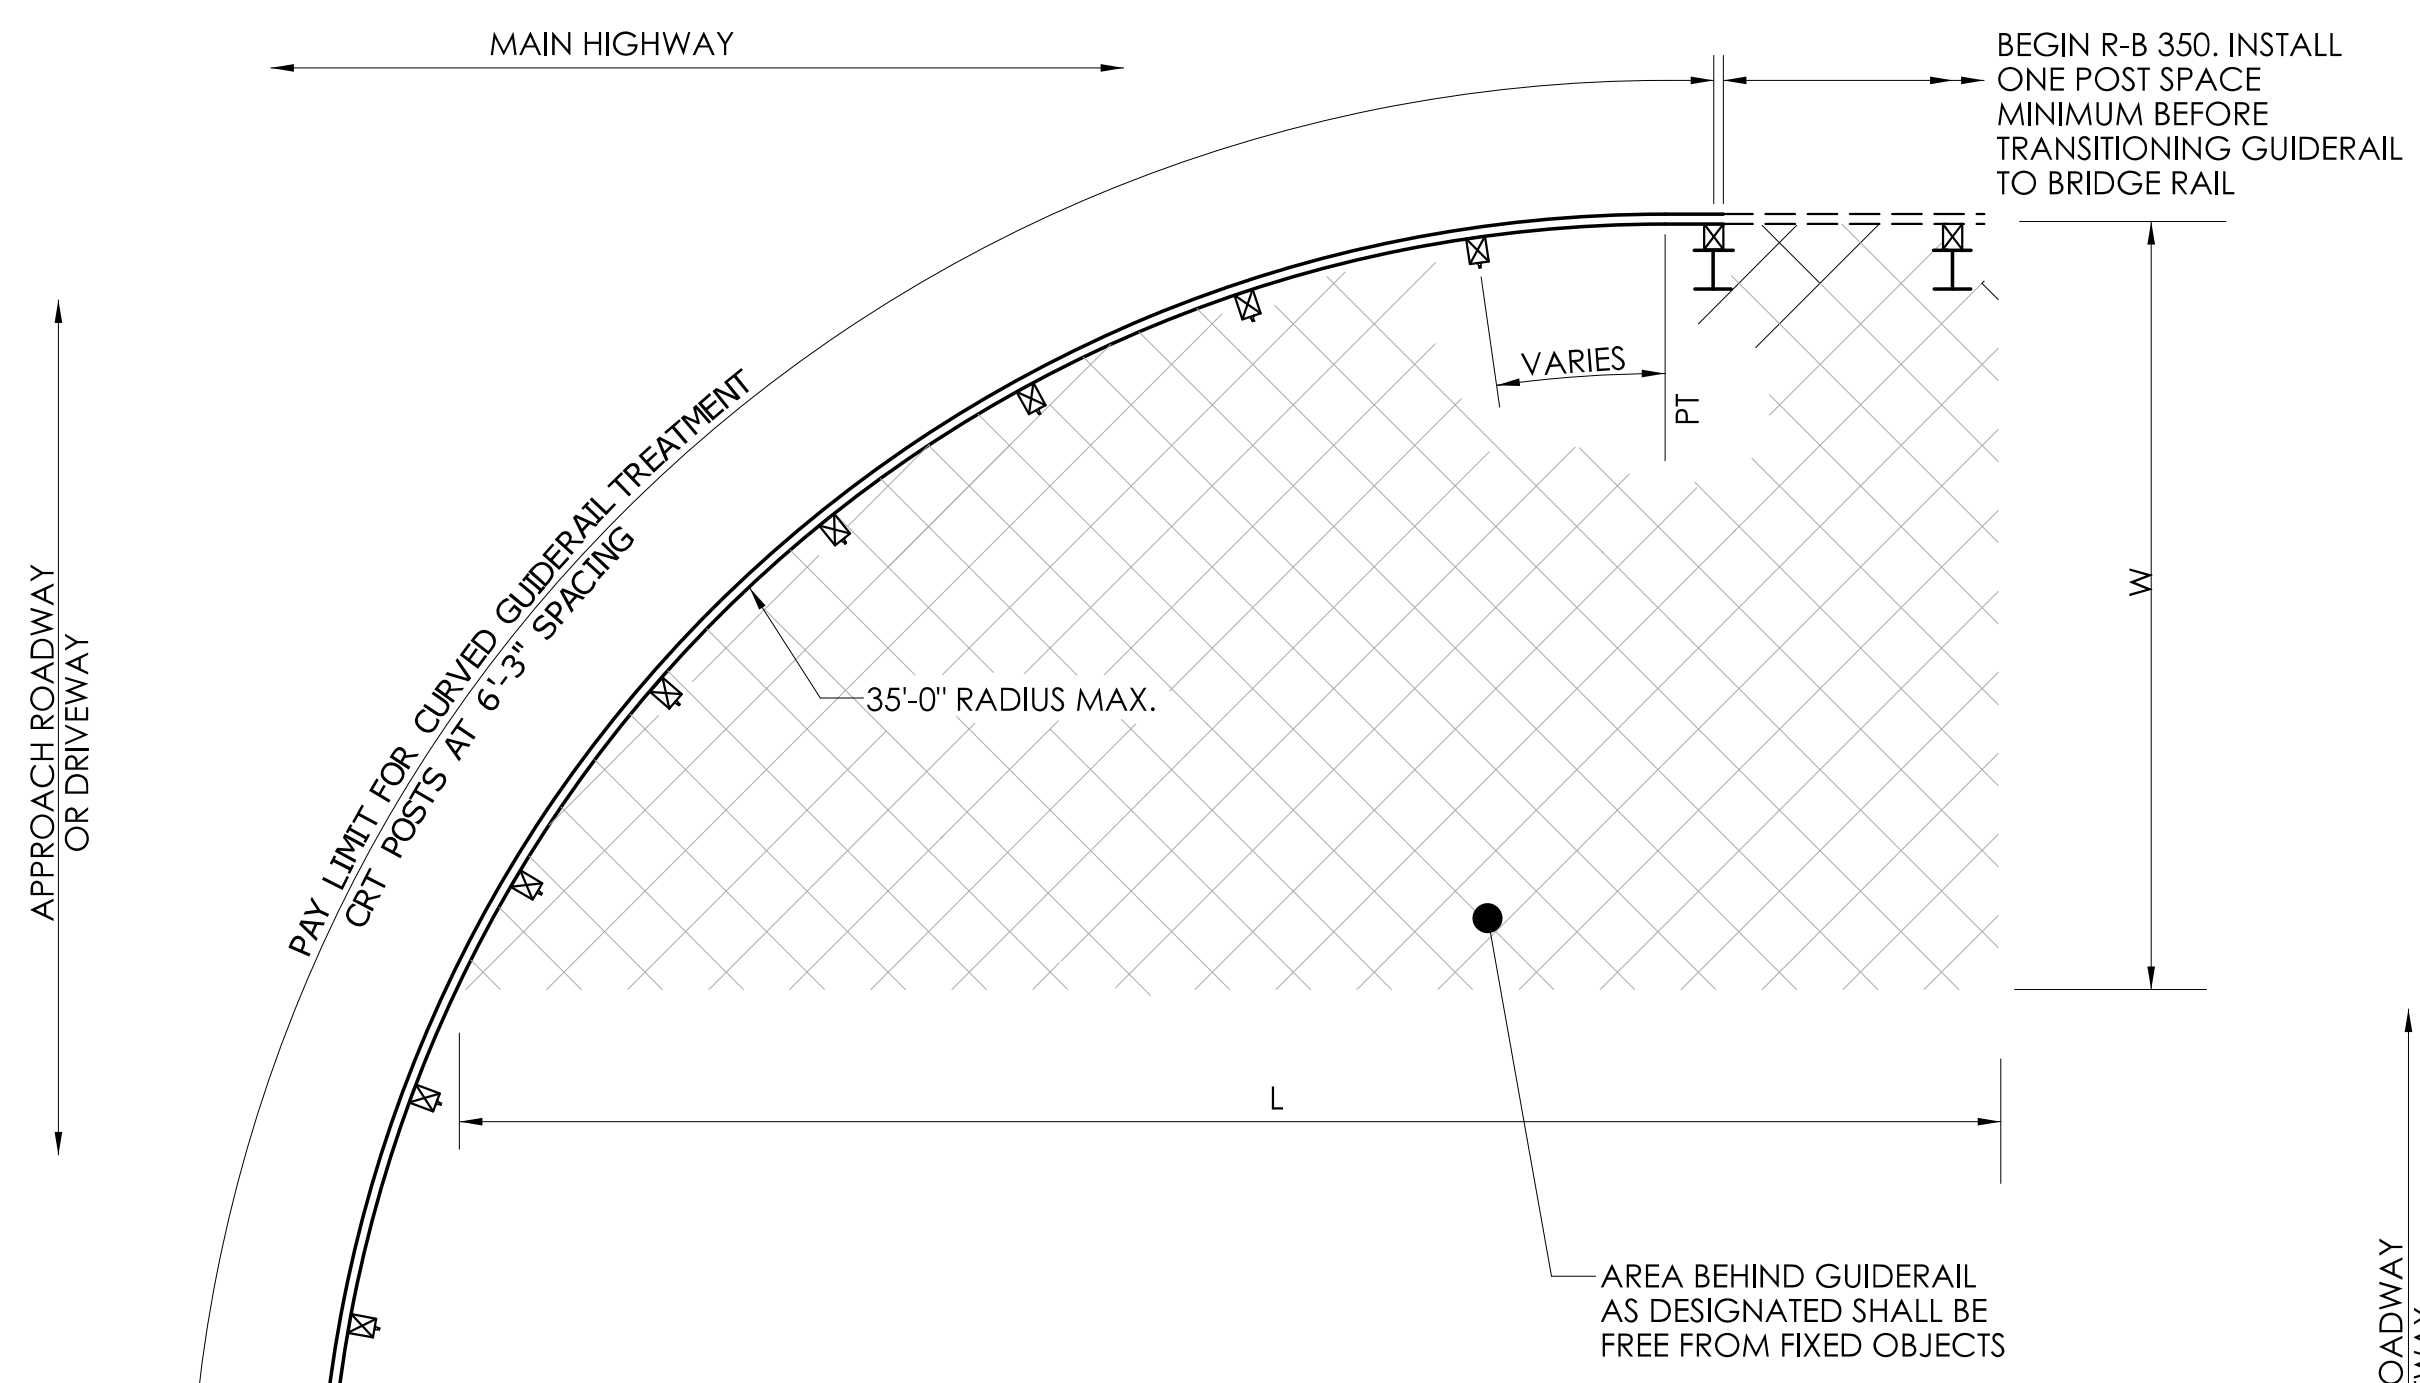 MAIN HIGHWAY
BEGIN R-B 350. INSTALL
ONE POST SPACE
MINIMUM BEFORE
TRANSITIONING GUIDERAIL
TO BRIDGE RAIL
VARIES
PT
PAY LIMIT FOR CURVED GUIDERAIL TREATMENT
CRT POSTS AT 6'-3" SPACING
APPROACH ROADWAY
OR DRIVEWAY
W
35'-0" RADIUS MAX.
L
AREA BEHIND GUIDERAIL
AS DESIGNATED SHALL BE
FREE FROM FIXED OBJECTS
OADWAY